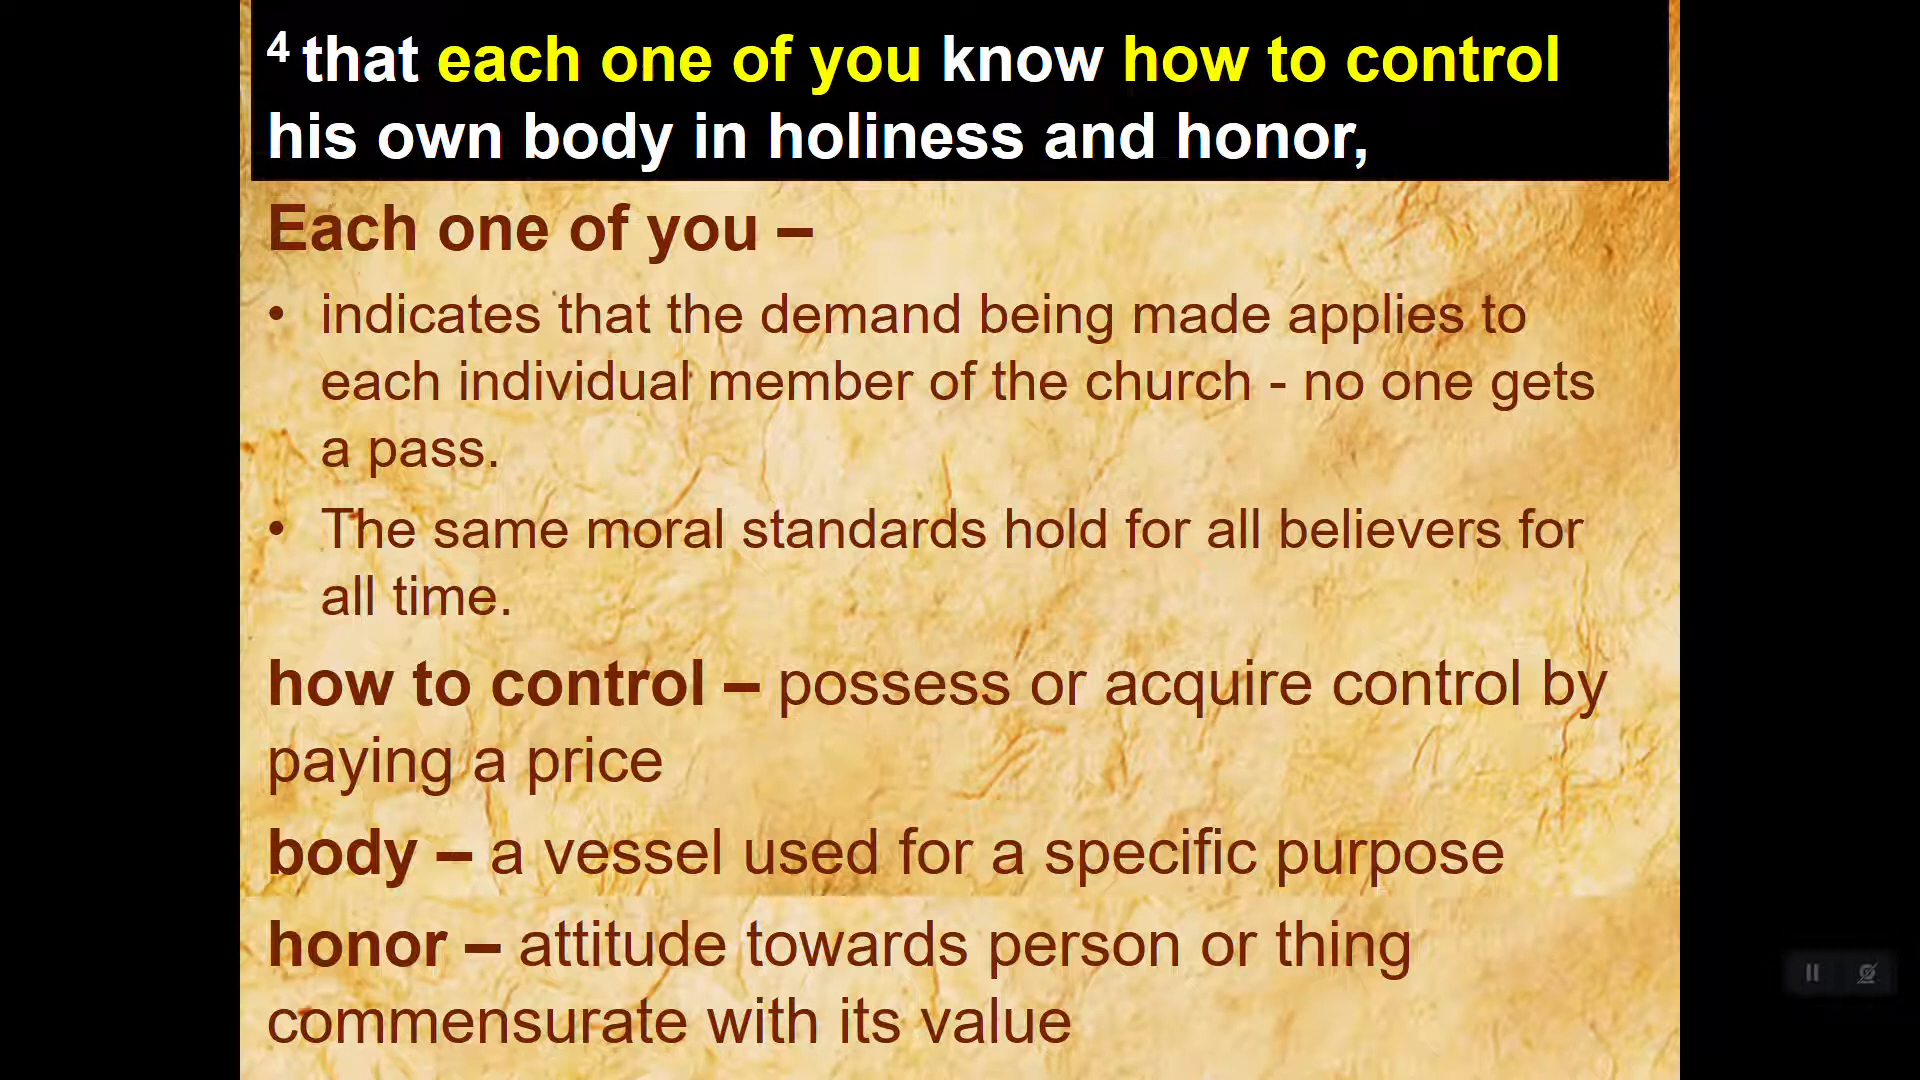 4 that each one of you know how to control
his own body in holiness and honor,
Each one of you –
• indicates that the demand being made applies to
each individual member of the church - no one gets
a pass.
• The same moral standards hold for all believers for
all time.
how to control – possess or acquire control by
paying a price
body – a vessel used for a specific purpose
honor – attitude towards person or thing
commensurate with its value